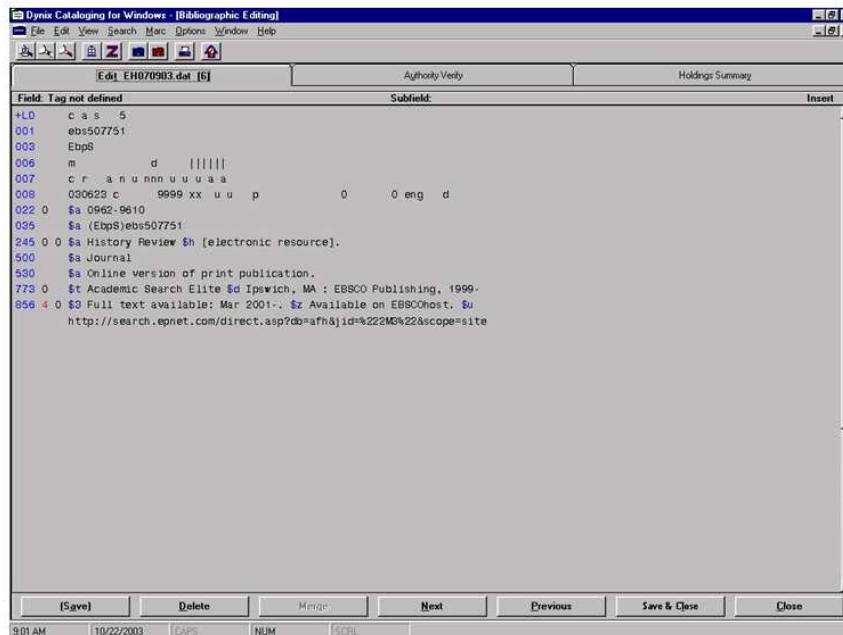 Dynix Cataloging for Windows - [Bibliographic Editing]
File Edit View Search Marc Options Window Help
Z
Edit EH070903.dat [6] Authority Verify Holdings Summary
Field: Tag not defined Subfield: Insert
+LD c a s 5
001 ebs507751
003 EbpS
006 m d ||||||
007 c r a n u nnn u u u a a
008 030623 c 9999 xx u u p 0 0 eng d
022 0 $a 0962-9610
035 $a (EbpS)ebs507751
245 0 0 $a History Review $h [electronic resource].
500 $a Journal
530 $a Online version of print publication.
773 0 $t Academic Search Elite $d Ipswich, MA : EBSCO Publishing, 1999-
856 4 0 $3 Full text available: Mar 2001-. $z Available on EBSCOhost. $u
http://search.epnet.com/direct.asp?db=afh&jid=%222M3%22&scope=site
(Save) Delete Merge Next Previous Save & Close Close
9:01 AM 10/22/2003 CAPS NUM SCRL